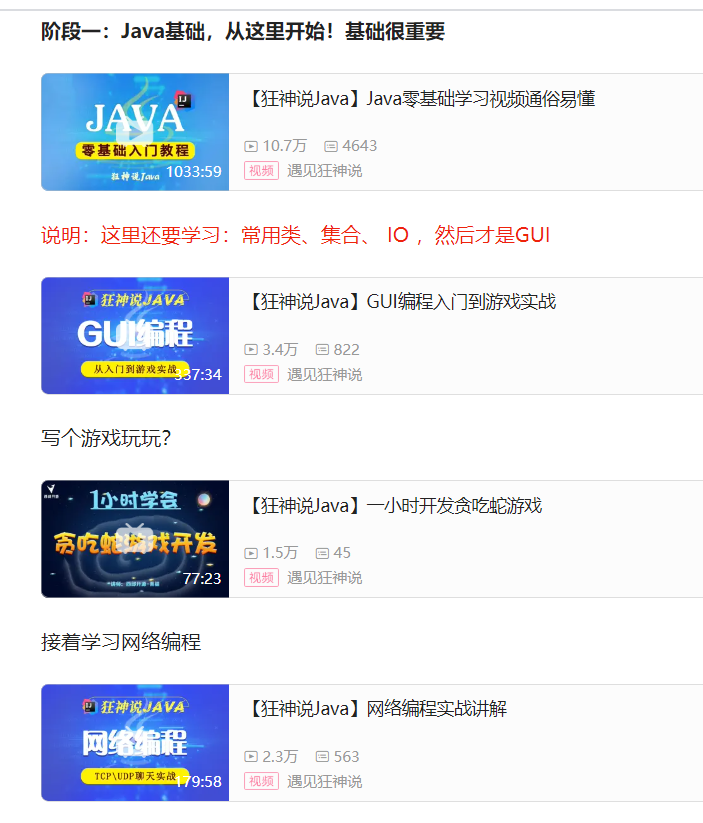 阶段一：Java基础，从这里开始！基础很重要
JAVA
零基础入门教程
狂神说Java
1033:59
【狂神说Java】Java零基础学习视频通俗易懂
10.7万 4643
视频 遇见狂神说
说明：这里还要学习：常用类、集合、 IO ，然后才是GUI
狂神说JAVA
GUI编程
从入门到游戏实战
337:34
【狂神说Java】GUI编程入门到游戏实战
3.4万 822
视频 遇见狂神说
写个游戏玩玩？
1小时学会
贪吃蛇游戏开发
77:23
【狂神说Java】一小时开发贪吃蛇游戏
1.5万 45
视频 遇见狂神说
接着学习网络编程
狂神说JAVA
网络编程
TCP\UDP聊天实战
179:58
【狂神说Java】网络编程实战讲解
2.3万 563
视频 遇见狂神说